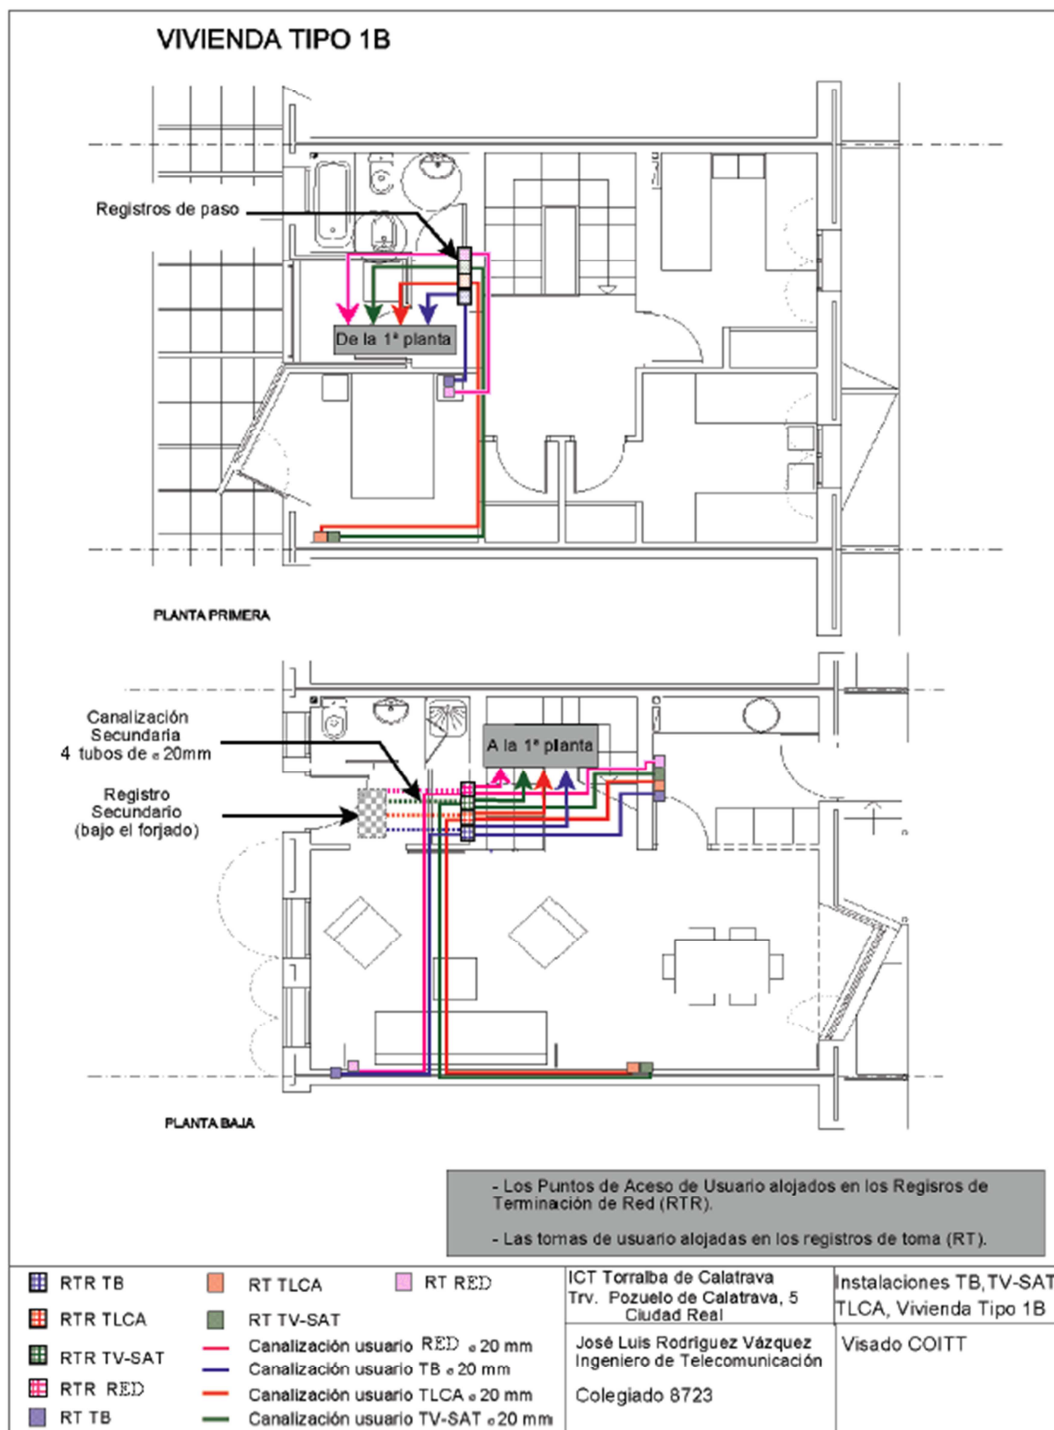 VIVIENDA TIPO 1B
Registros de paso
De la 1ª planta
PLANTA PRIMERA
Canalización
Secundaria
4 tubos de ø 20mm
A la 1ª planta
Registro
Secundario
(bajo el forjado)
PLANTA BAJA
- Los Puntos de Aceso de Usuario alojados en los Regisros de
Terminación de Red (RTR).
- Las tomas de usuario alojadas en los registros de toma (RT).
RTR TB
RTR TLCA
RTR TV-SAT
RTR RED
RT TB
RT TLCA
RT TV-SAT
RT RED
Canalización usuario RED ø 20 mm
Canalización usuario TB ø 20 mm
Canalización usuario TLCA ø 20 mm
Canalización usuario TV-SAT ø 20 mm
ICT Torralba de Calatrava
Trv. Pozuelo de Calatrava, 5
Ciudad Real
José Luis Rodríguez Vázquez
Ingeniero de Telecomunicación
Colegiado 8723
Instalaciones TB,TV-SAT
TLCA, Vivienda Tipo 1B
Visado COITT